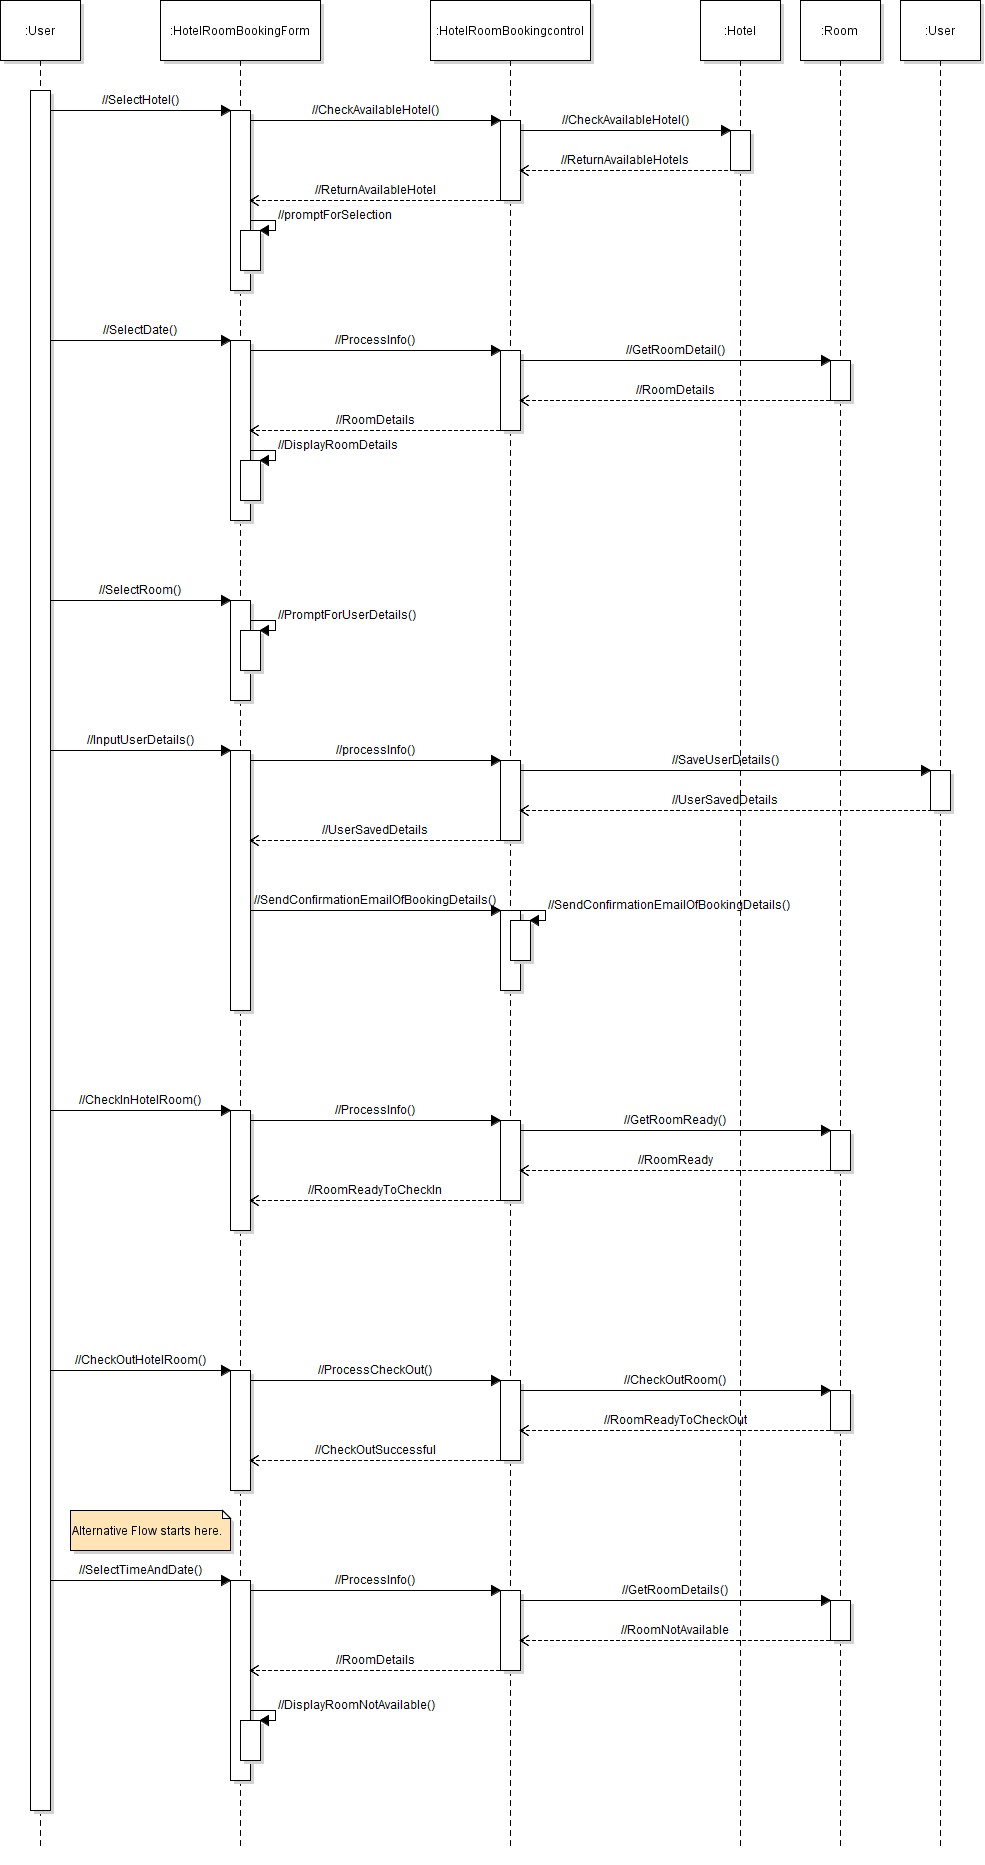 :User
:HotelRoomBookingForm
:HotelRoomBookingcontrol
:Hotel
:Room
:User
//SelectHotel()
//CheckAvailableHotel()
//CheckAvailableHotel()
//ReturnAvailableHotels
//ReturnAvailableHotel
//promptForSelection
//SelectDate()
//ProcessInfo()
//GetRoomDetail()
//RoomDetails
//RoomDetails
//DisplayRoomDetails
//SelectRoom()
//PromptForUserDetails()
//InputUserDetails()
//processInfo()
//SaveUserDetails()
//UserSavedDetails
//UserSavedDetails
//SendConfirmationEmailOfBookingDetails()
//SendConfirmationEmailOfBookingDetails()
//CheckInHotelRoom()
//ProcessInfo()
//GetRoomReady()
//RoomReady
//RoomReadyToCheckIn
//CheckOutHotelRoom()
//ProcessCheckOut()
//CheckOutRoom()
//RoomReadyToCheckOut
//CheckOutSuccessful
Alternative Flow starts here.
//SelectTimeAndDate()
//ProcessInfo()
//GetRoomDetails()
//RoomNotAvailable
//RoomDetails
//DisplayRoomNotAvailable()